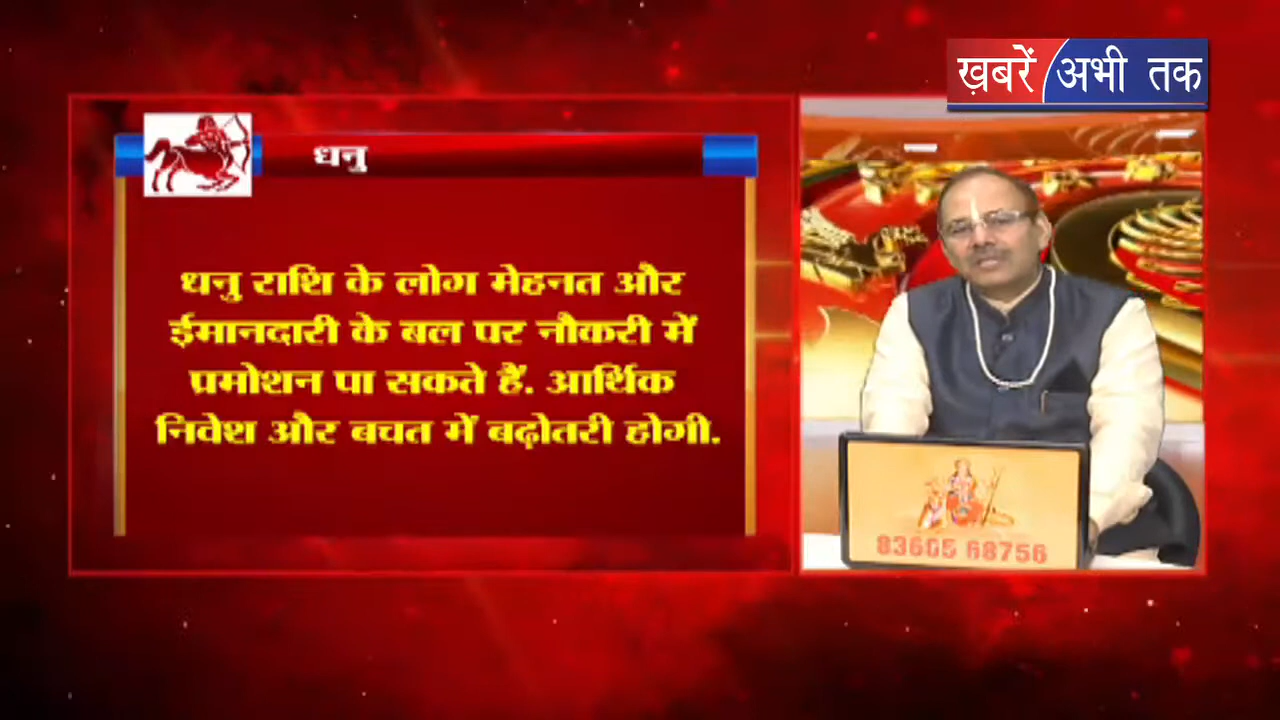 ख़बरें अभी तक
धनु
धनु राशि के लोग मेहनत और
ईमानदारी के बल पर नौकरी में
प्रमोशन पा सकते हैं. आर्थिक
निवेश और बचत में बढ़ोतरी होगी.
83605 68756